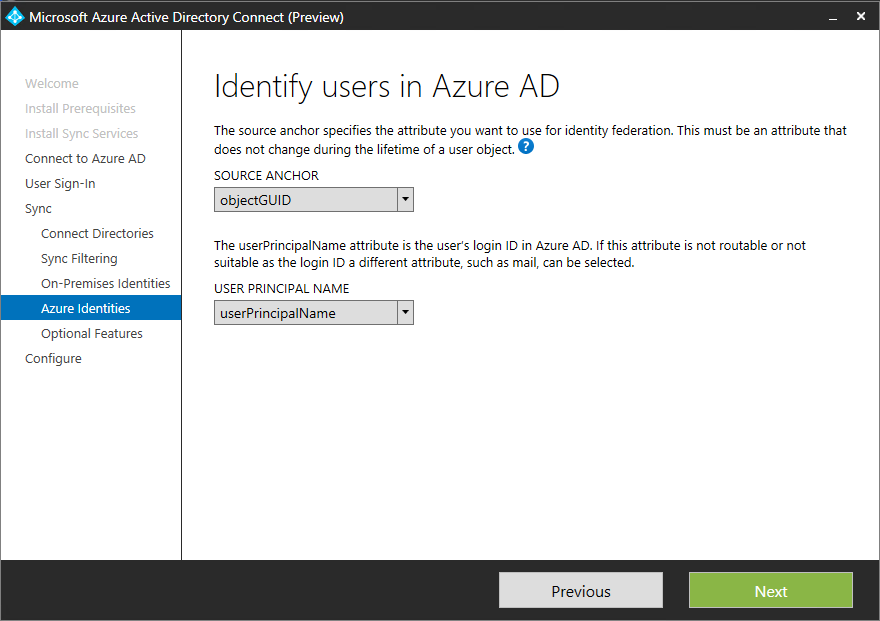 Microsoft Azure Active Directory Connect (Preview)
Welcome
Install Prerequisites
Install Sync Services
Connect to Azure AD
User Sign-In
Sync
Connect Directories
Sync Filtering
On-Premises Identities
Azure Identities
Optional Features
Configure
Identify users in Azure AD
The source anchor specifies the attribute you want to use for identity federation. This must be an attribute that
does not change during the lifetime of a user object. ?
SOURCE ANCHOR
objectGUID
The userPrincipalName attribute is the user's login ID in Azure AD. If this attribute is not routable or not
suitable as the login ID a different attribute, such as mail, can be selected.
USER PRINCIPAL NAME
userPrincipalName
Previous
Next